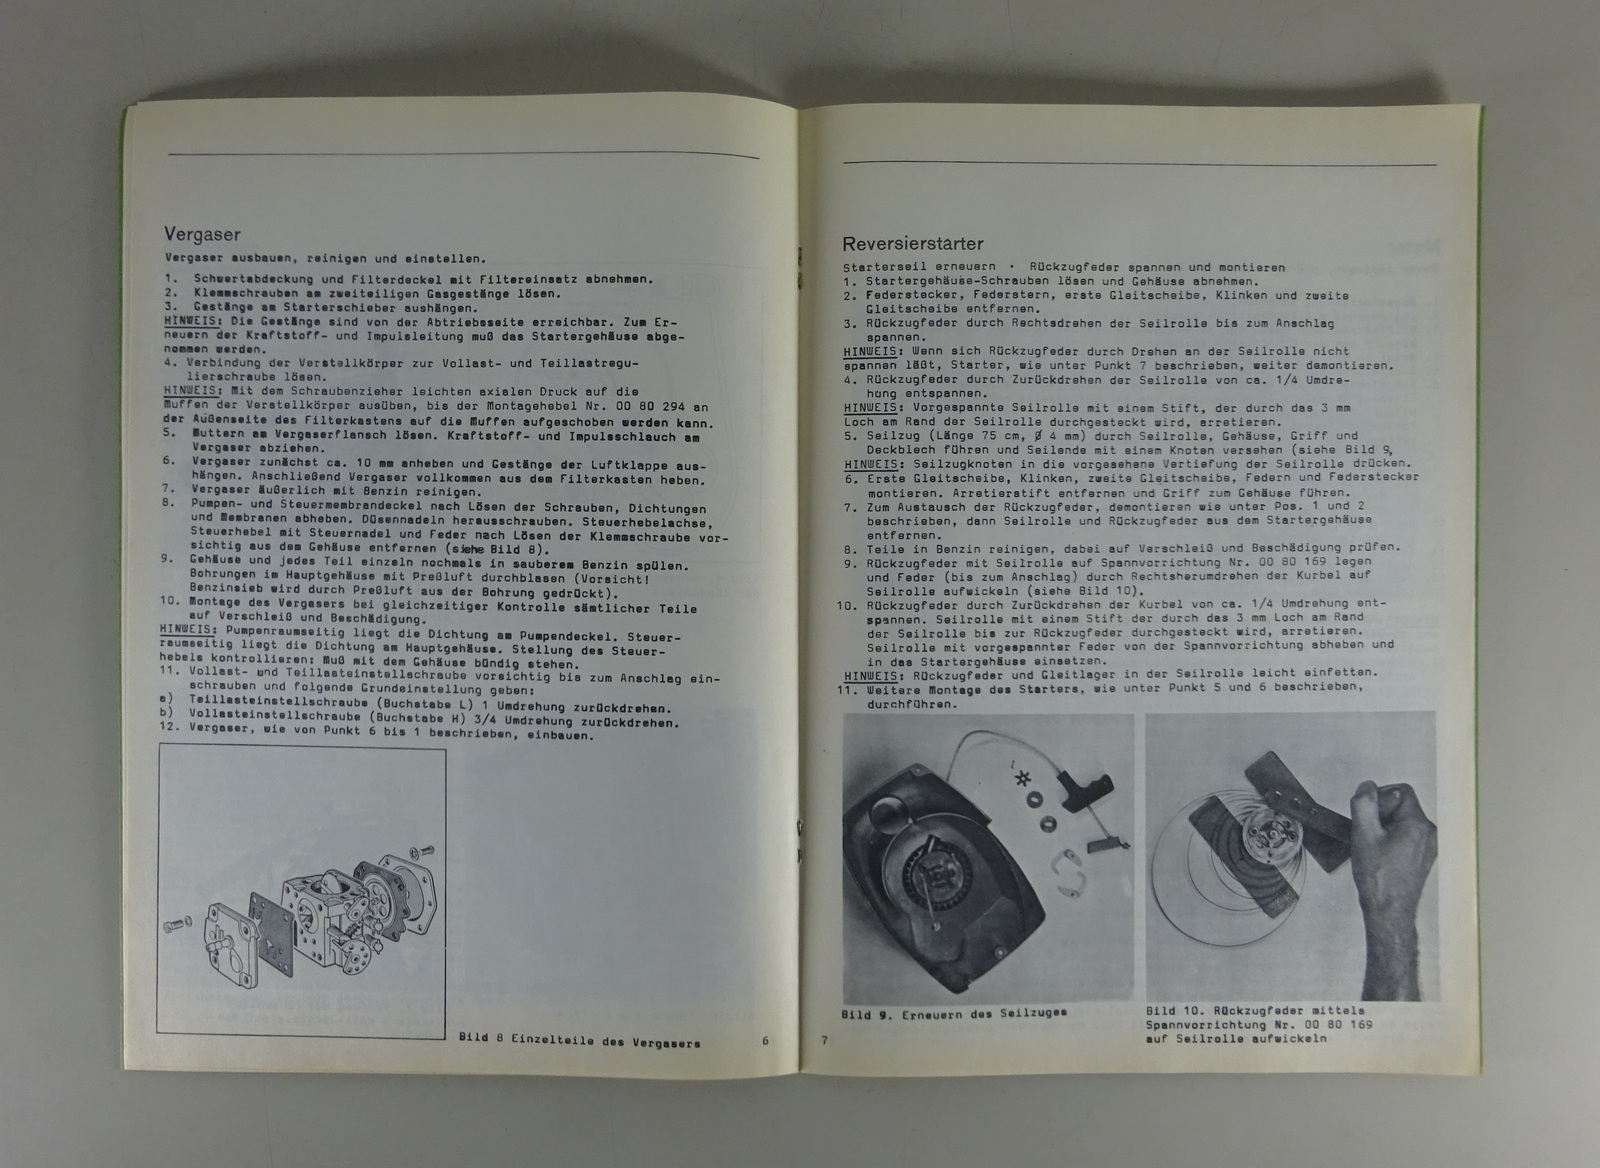 Vergaser
Vergaser ausbauen, reinigen und einstellen.
1. Schwertabdeckung und Filterdeckel mit Filtereinsatz abnehmen.
2. Klemmschrauben am zweiteiligen Gasgestänge lösen.
3. Gestänge am Starterschieber aushängen.
HINWEIS: Die Gestänge sind von der Abtriebsseite erreichbar. Zum Er-
neuern der Kraftstoff- und Impulsleitung muß das Startergehäuse abge-
nommen werden.
4. Verbindung der Verstellkörper zur Vollast- und Teillastregu-
lierschraube lösen.
HINWEIS: Mit dem Schraubenzieher leichten axialen Druck auf die
Muffen der Verstellkörper ausüben, bis der Montagehebel Nr. 00 80 294 an
der Außenseite des Filterkastens auf die Muffen aufgeschoben werden kann.
5. Muttern am Vergaserflansch lösen. Kraftstoff- und Impulsschlauch am
Vergaser abziehen.
6. Vergaser zunächst ca. 10 mm anheben und Gestänge der Luftklappe aus-
hängen. Anschließend Vergaser vollkommen aus dem Filterkasten heben.
7. Vergaser äußerlich mit Benzin reinigen.
8. Pumpen- und Steuermembrandeckel nach Lösen der Schrauben, Dichtungen
und Membranen abheben. Düsennadeln herausschrauben. Steuerhebelachse,
Steuerhebel mit Steuernadel und Feder nach Lösen der Klemmschraube vor-
sichtig aus dem Gehäuse entfernen (siehe Bild 8).
9. Gehäuse und jedes Teil einzeln nochmals in sauberem Benzin spülen.
Bohrungen im Hauptgehäuse mit Preßluft durchblasen (Vorsicht!
Benzinsieb wird durch Preßluft aus der Bohrung gedrückt).
10. Montage des Vergasers bei gleichzeitiger Kontrolle sämtlicher Teile
auf Verschleiß und Beschädigung.
HINWEIS: Pumpenraumseitig liegt die Dichtung am Pumpendeckel. Steuer-
raumseitig liegt die Dichtung am Hauptgehäuse. Stellung des Steuer-
hebels kontrollieren: Muß mit dem Gehäuse bündig stehen.
11. Vollast- und Teillasteinstellschraube vorsichtig bis zum Anschlag ein-
schrauben und folgende Grundeinstellung geben:
a) Teillasteinstellschraube (Buchstabe L) 1 Umdrehung zurückdrehen.
b) Vollasteinstellschraube (Buchstabe H) 3/4 Umdrehung zurückdrehen.
12. Vergaser, wie von Punkt 6 bis 1 beschrieben, einbauen.
Bild 8 Einzelteile des Vergasers
6
Reversierstarter
Starterseil erneuern · Rückzugfeder spannen und montieren
1. Startergehäuse-Schrauben lösen und Gehäuse abnehmen.
2. Federstecker, Federstern, erste Gleitscheibe, Klinken und zweite
Gleitscheibe entfernen.
3. Rückzugfeder durch Rechtsdrehen der Seilrolle bis zum Anschlag
spannen.
HINWEIS: Wenn sich Rückzugfeder durch Drehen an der Seilrolle nicht
spannen läßt, Starter, wie unter Punkt 7 beschrieben, weiter demontieren.
4. Rückzugfeder durch Zurückdrehen der Seilrolle von ca. 1/4 Umdre-
hung entspannen.
HINWEIS: Vorgespannte Seilrolle mit einem Stift, der durch das 3 mm
Loch am Rand der Seilrolle durchgesteckt wird, arretieren.
5. Seilzug (Länge 75 cm, Ø 4 mm) durch Seilrolle, Gehäuse, Griff und
Deckblech führen und Seilende mit einem Knoten versehen (siehe Bild 9,
HINWEIS: Seilzugknoten in die vorgesehene Vertiefung der Seilrolle drücken.
6. Erste Gleitscheibe, Klinken, zweite Gleitscheibe, Federn und Federstecker
montieren. Arretierstift entfernen und Griff zum Gehäuse führen.
7. Zum Austausch der Rückzugfeder, demontieren wie unter Pos. 1 und 2
beschrieben, dann Seilrolle und Rückzugfeder aus dem Startergehäuse
entfernen.
8. Teile in Benzin reinigen, dabei auf Verschleiß und Beschädigung prüfen.
9. Rückzugfeder mit Seilrolle auf Spannvorrichtung Nr. 00 80 169 legen
und Feder (bis zum Anschlag) durch Rechtsherumdrehen der Kurbel auf
Seilrolle aufwickeln (siehe Bild 10).
10. Rückzugfeder durch Zurückdrehen der Kurbel von ca. 1/4 Umdrehung ent-
spannen. Seilrolle mit einem Stift der durch das 3 mm Loch am Rand
der Seilrolle bis zur Rückzugfeder durchgesteckt wird, arretieren.
Seilrolle mit vorgespannter Feder von der Spannvorrichtung abheben und
in das Startergehäuse einsetzen.
HINWEIS: Rückzugfeder und Gleitlager in der Seilrolle leicht einfetten.
11. Weitere Montage des Starters, wie unter Punkt 5 und 6 beschrieben,
durchführen.
Bild 9. Erneuern des Seilzuges
Bild 10. Rückzugfeder mittels
Spannvorrichtung Nr. 00 80 169
auf Seilrolle aufwickeln
7